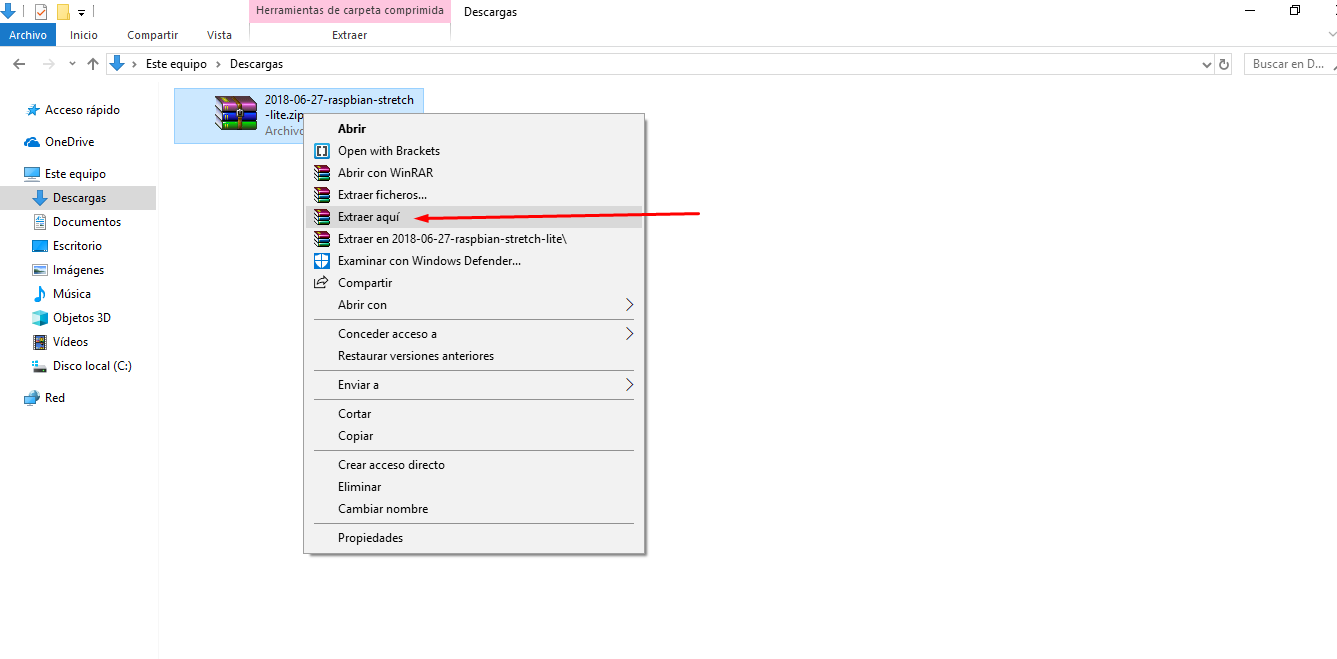 Herramientas de carpeta comprimida
Descargas
Archivo
Inicio
Compartir
Vista
Extraer
Este equipo
Descargas
Buscar en D...
Acceso rápido
OneDrive
Este equipo
Descargas
Documentos
Escritorio
Imágenes
Música
Objetos 3D
Vídeos
Disco local (C:)
Red
2018-06-27-raspbian-stretch
-lite.zip
Archivo
Abrir
Open with Brackets
Abrir con WinRAR
Extraer ficheros...
Extraer aquí
Extraer en 2018-06-27-raspbian-stretch-lite\
Examinar con Windows Defender...
Compartir
Abrir con
Conceder acceso a
Restaurar versiones anteriores
Enviar a
Cortar
Copiar
Crear acceso directo
Eliminar
Cambiar nombre
Propiedades